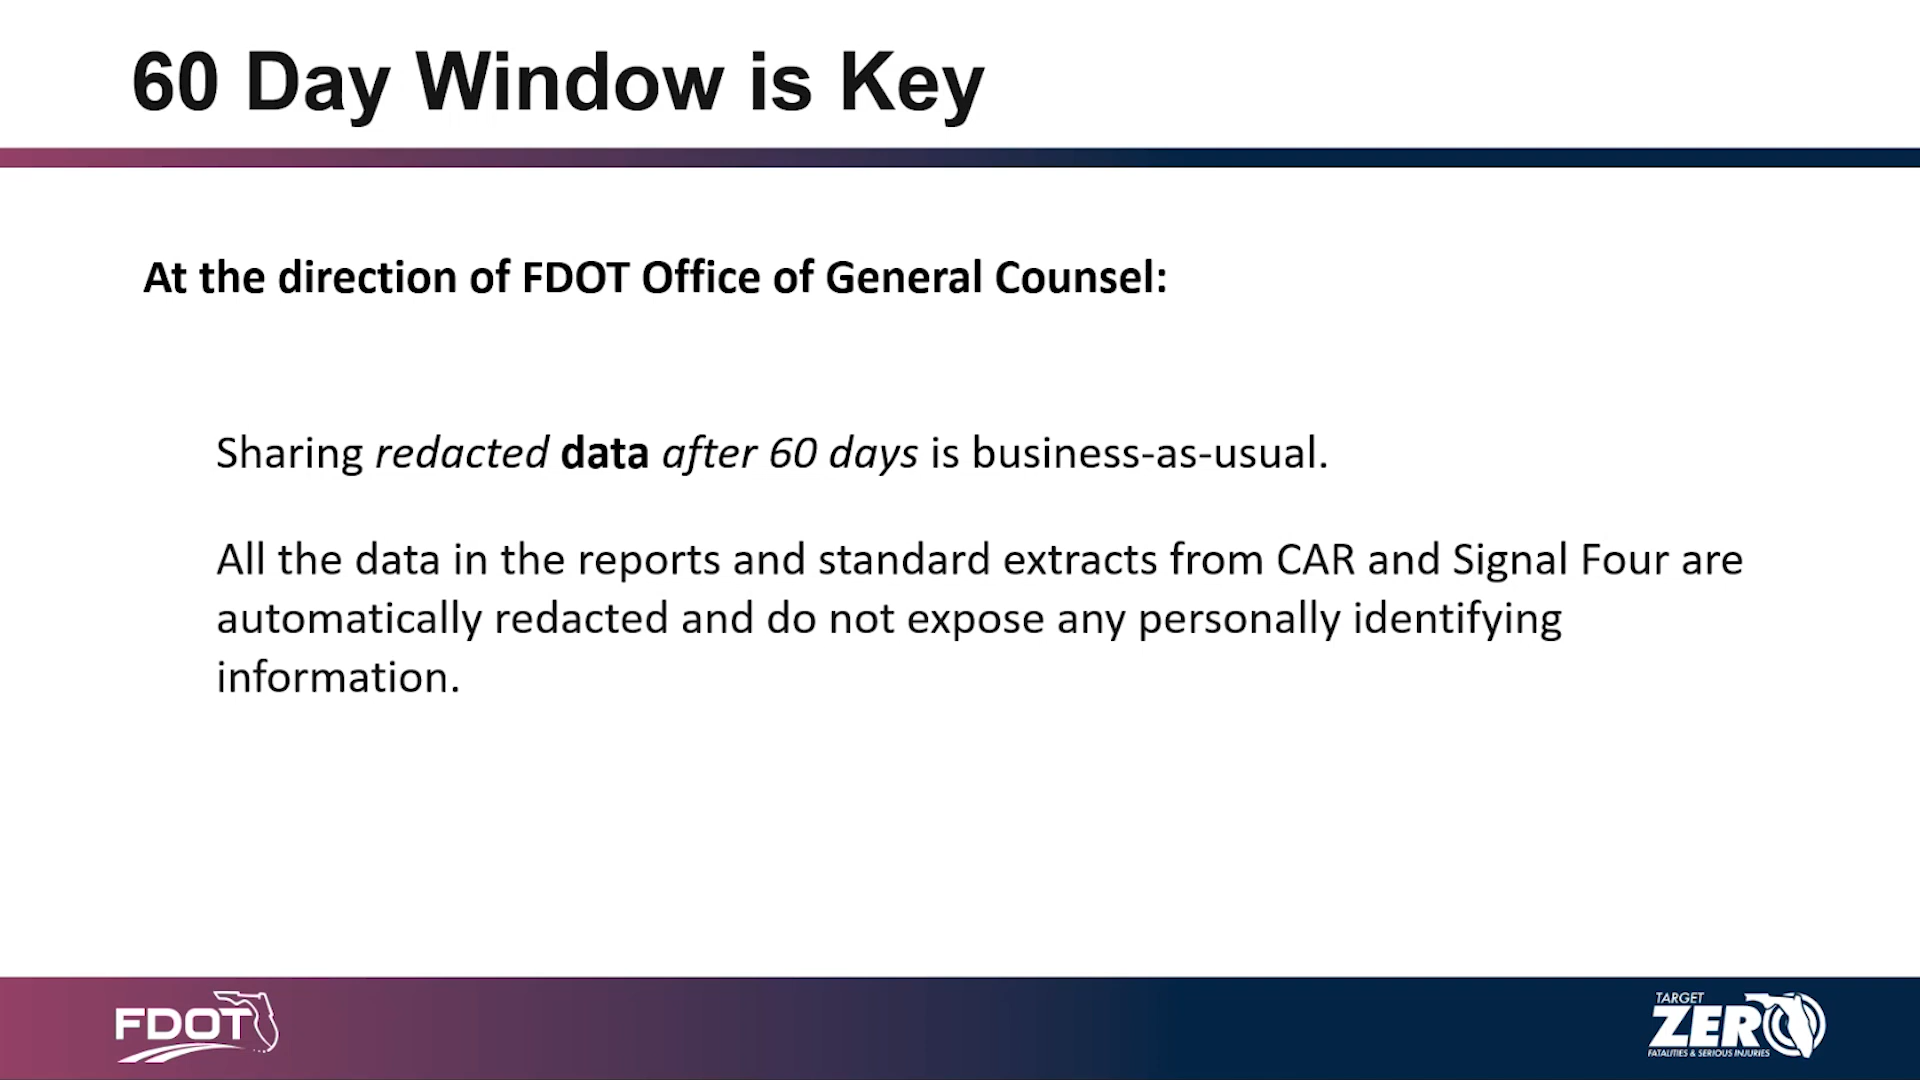 60 Day Window is Key
At the direction of FDOT Office of General Counsel:
Sharing redacted data after 60 days is business-as-usual.
All the data in the reports and standard extracts from CAR and Signal Four are
automatically redacted and do not expose any personally identifying
information.
FDOT
TARGET
ZERO
FATALITIES & SERIOUS INJURIES